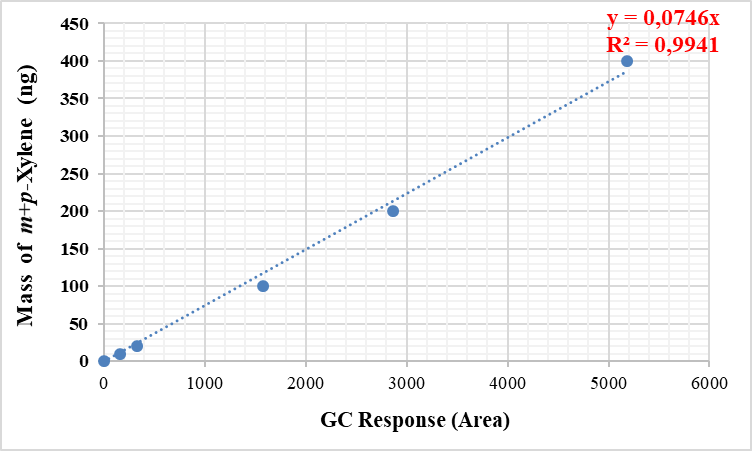 y = 0,0746x
R² = 0,9941
450
400
350
300
250
200
150
100
50
0
Mass of m+p-Xylene (ng)
0 1000 2000 3000 4000 5000 6000
GC Response (Area)